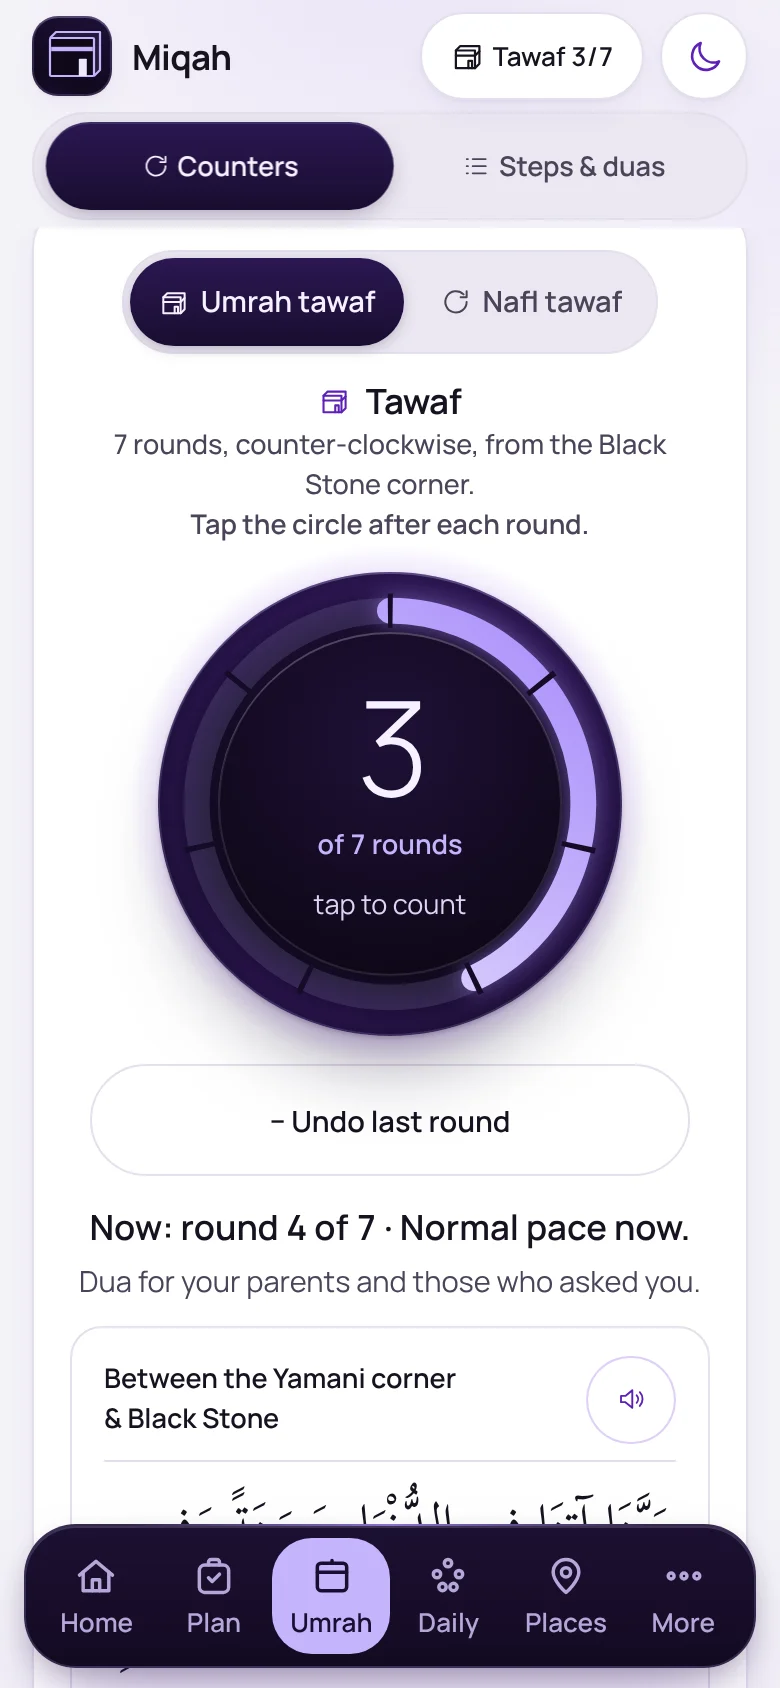 Miqah
Tawaf 3/7
Counters
Steps & duas
Umrah tawaf
Nafl tawaf
Tawaf
7 rounds, counter-clockwise, from the Black
Stone corner.
Tap the circle after each round.
3
of 7 rounds
tap to count
− Undo last round
Now: round 4 of 7 · Normal pace now.
Dua for your parents and those who asked you.
Between the Yamani corner
& Black Stone
Home
Plan
Umrah
Daily
Places
More